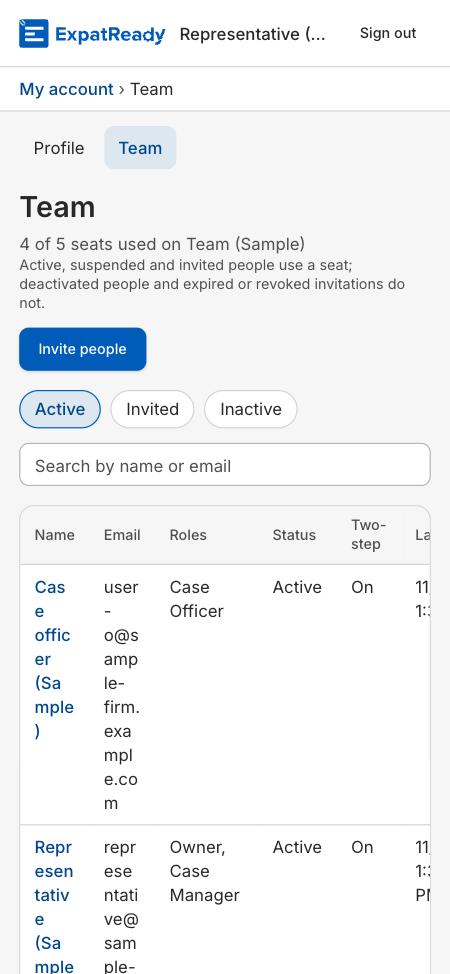 ExpatReady Representative (... Sign out
My account › Team
Profile Team
Team
4 of 5 seats used on Team (Sample)
Active, suspended and invited people use a seat;
deactivated people and expired or revoked invitations do
not.
Invite people
Active Invited Inactive
Search by name or email
Name Email Roles Status Two-
step
Cas
e
offic
er
(Sa
mple
)
user
-
o@s
amp
le-
firm.
exa
mpl
e.co
m
Case
Officer
Active
On
11
Repr
esen
tativ
e
(Sa
mple
repr
ese
ntati
ve@
sam
ple-
Owner,
Case
Manager
Active
On
11